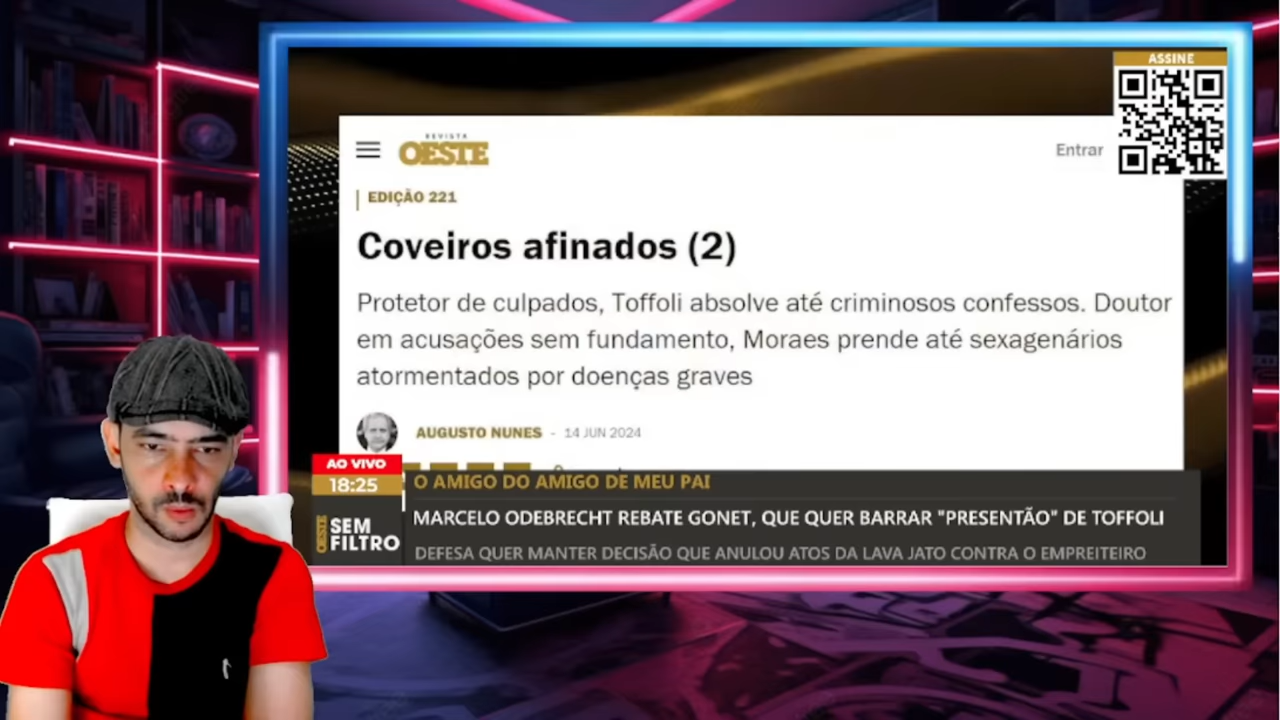 ASSINE
REVISTA
OESTE
Entrar
EDIÇÃO 221
Coveiros afinados (2)
Protetor de culpados, Toffoli absolve até criminosos confessos. Doutor
em acusações sem fundamento, Moraes prende até sexagenários
atormentados por doenças graves
AUGUSTO NUNES - 14 JUN 2024
AO VIVO
18:25
O AMIGO DO AMIGO DE MEU PAI
OESTE
SEM
FILTRO
MARCELO ODEBRECHT REBATE GONET, QUE QUER BARRAR "PRESENTÃO" DE TOFFOLI
DEFESA QUER MANTER DECISÃO QUE ANULOU ATOS DA LAVA JATO CONTRA O EMPREITEIRO